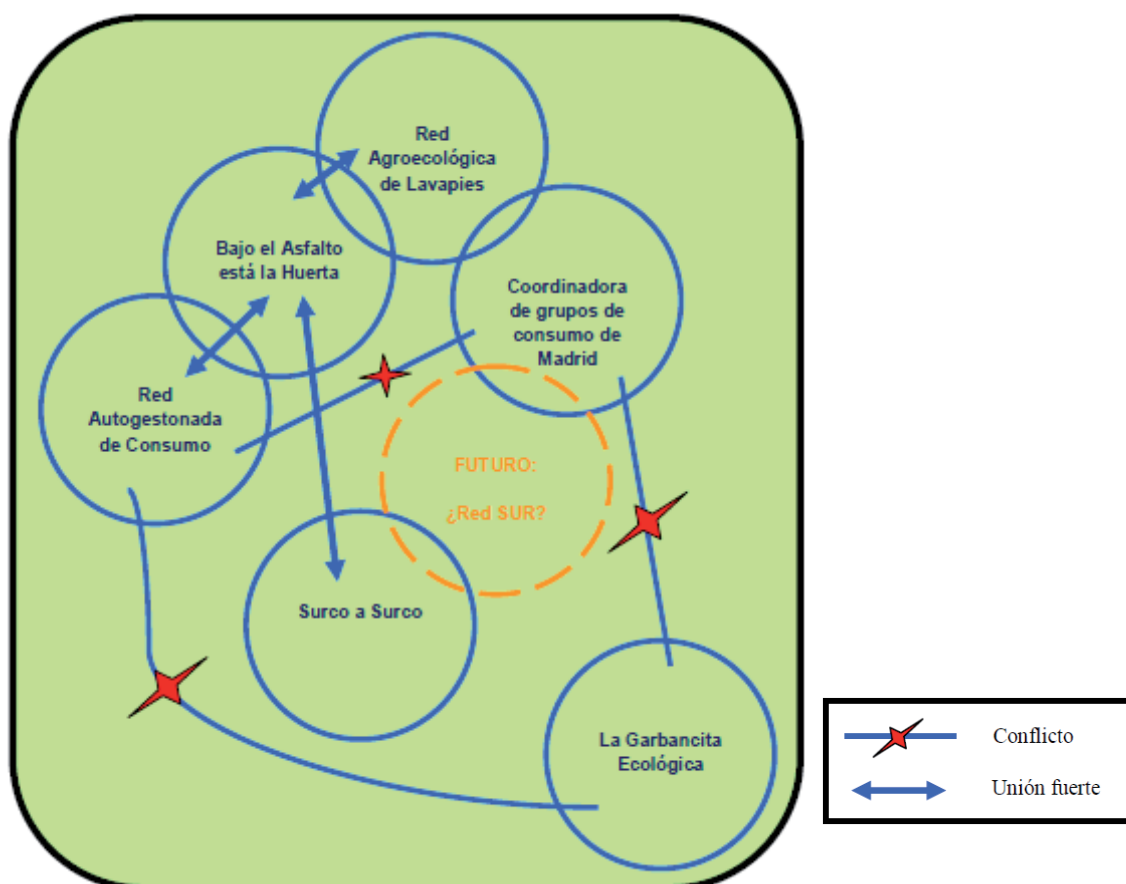 Red
Agroecológica
de Lavapies
Bajo el Asfalto
está la Huerta
Coordinadora
de grupos de
consumo de
Madrid
Red
Autogestonada
de Consumo
FUTURO:
¿Red SUR?
Surco a Surco
La Garbancita
Ecológica
Conflicto
Unión fuerte